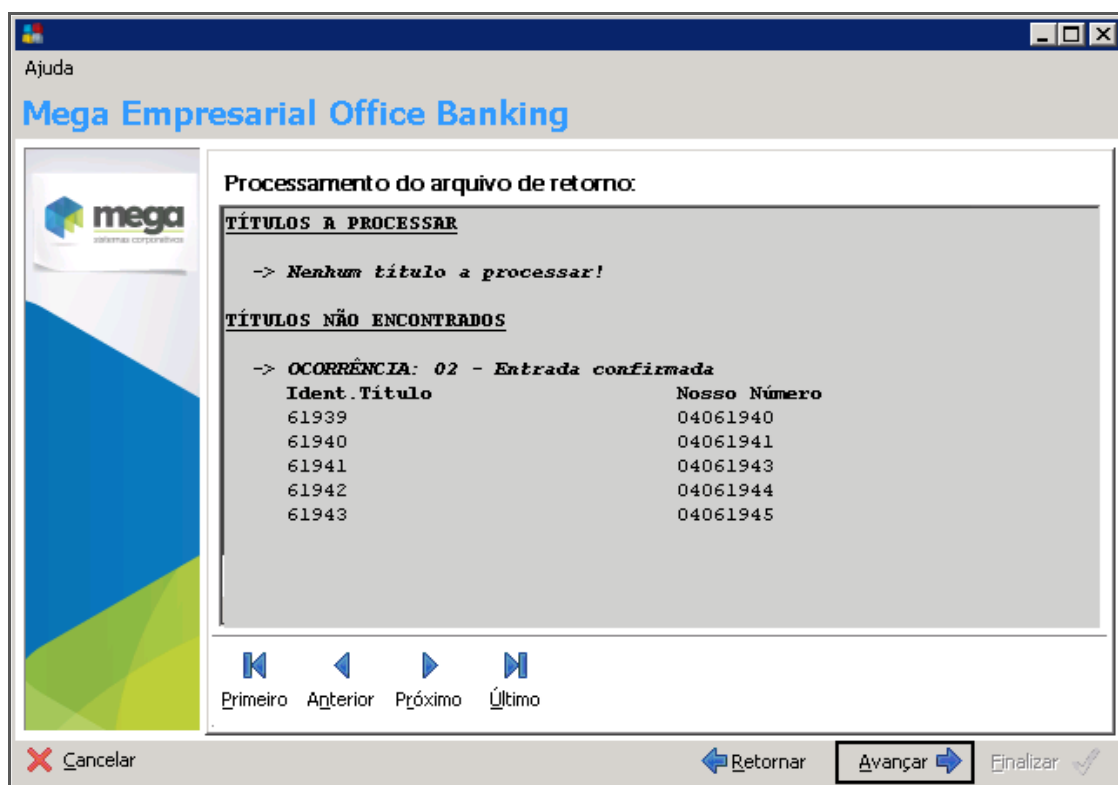 Ajuda
Mega Empresarial Office Banking
mega
sistemas corporativos
Processamento do arquivo de retorno:
TÍTULOS A PROCESSAR
-> Nenhum título a processar!
TÍTULOS NÃO ENCONTRADOS
-> OCORRÊNCIA: 02 - Entrada confirmada
Ident.Título Nosso Número
61939 04061940
61940 04061941
61941 04061943
61942 04061944
61943 04061945
Primeiro Anterior Próximo Último
Cancelar Retornar Avançar Finalizar